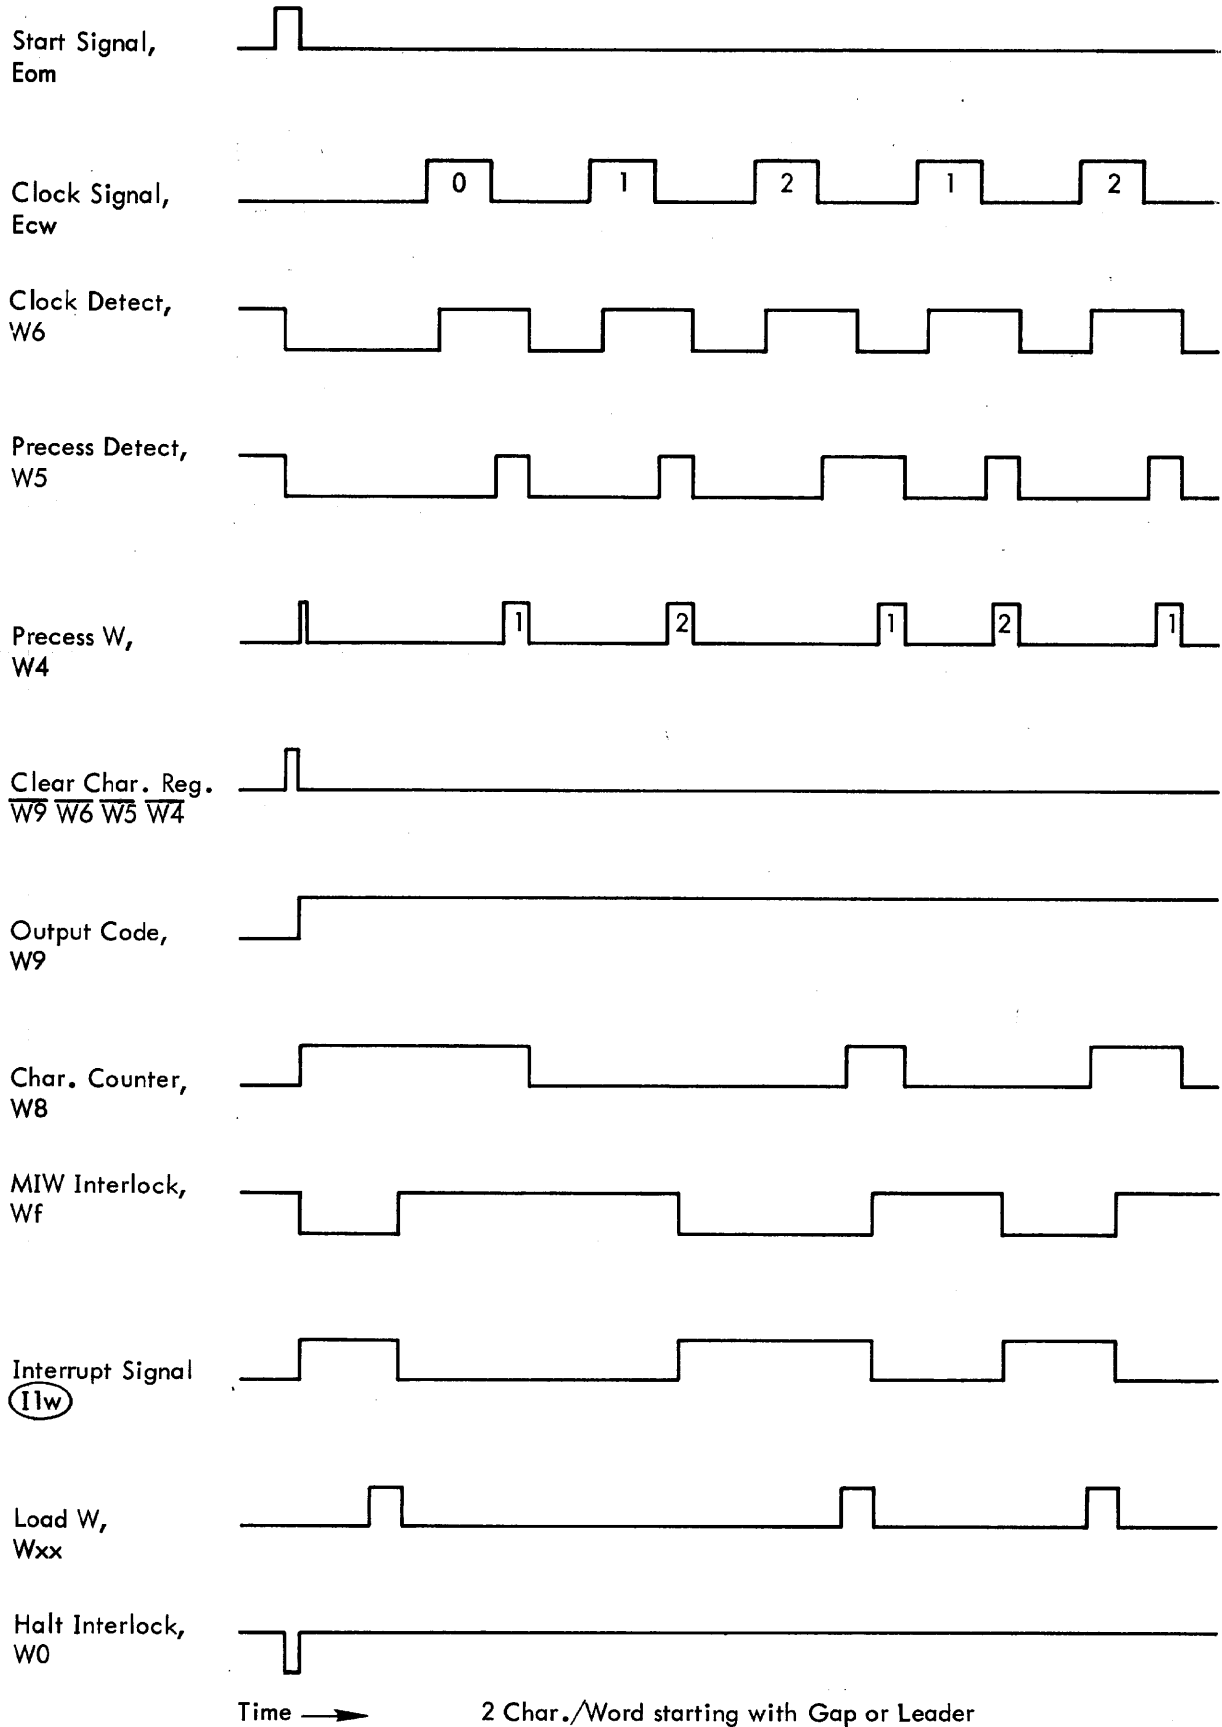 Start Signal,
Eom
Clock Signal,
Ecw
0 1 2 1 2
Clock Detect,
W6
Precess Detect,
W5
Precess W,
W4
1 2 1 2 1
Clear Char. Reg.
W9 W6 W5 W4
Output Code,
W9
Char. Counter,
W8
MIW Interlock,
Wf
Interrupt Signal
I1w
Load W,
Wxx
Halt Interlock,
W0
Time
2 Char./Word starting with Gap or Leader